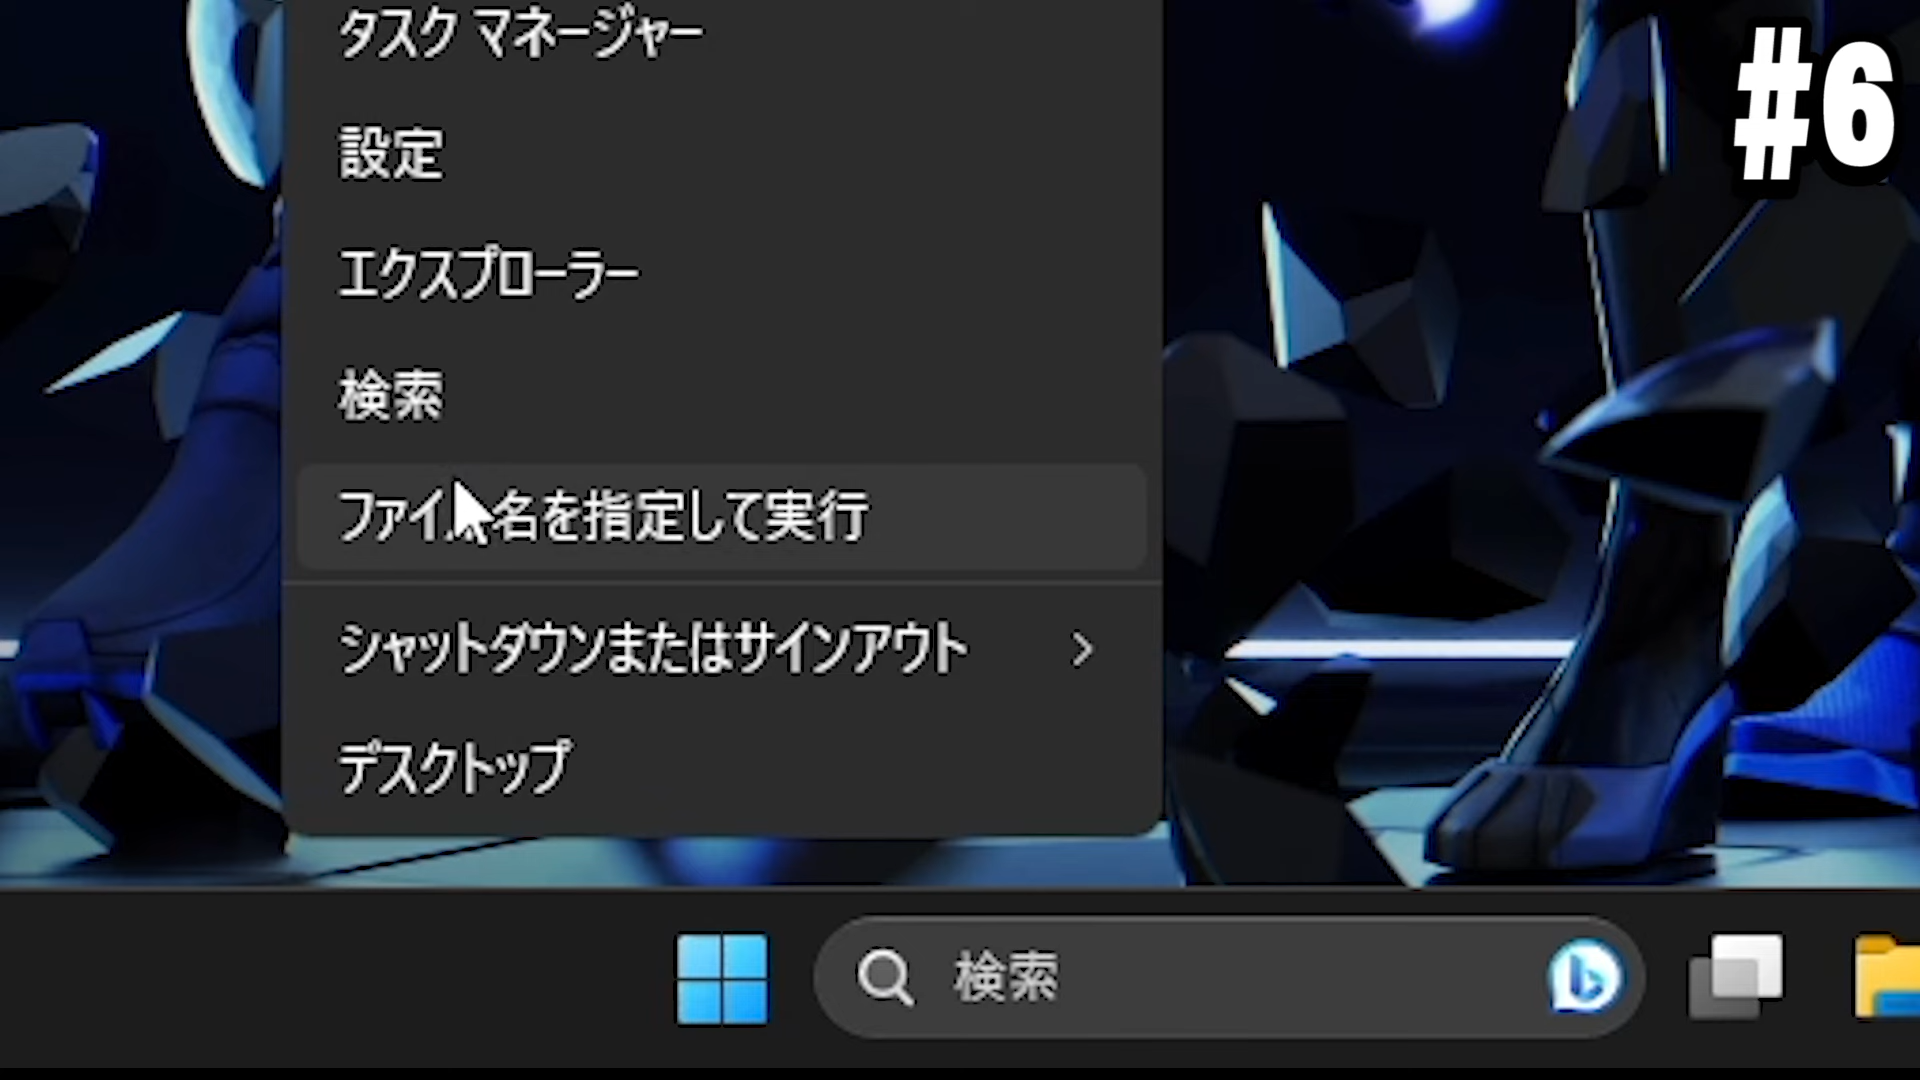 タスク マネージャー
#6
設定
エクスプローラー
検索
ファイル名を指定して実行
シャットダウンまたはサインアウト
デスクトップ
検索